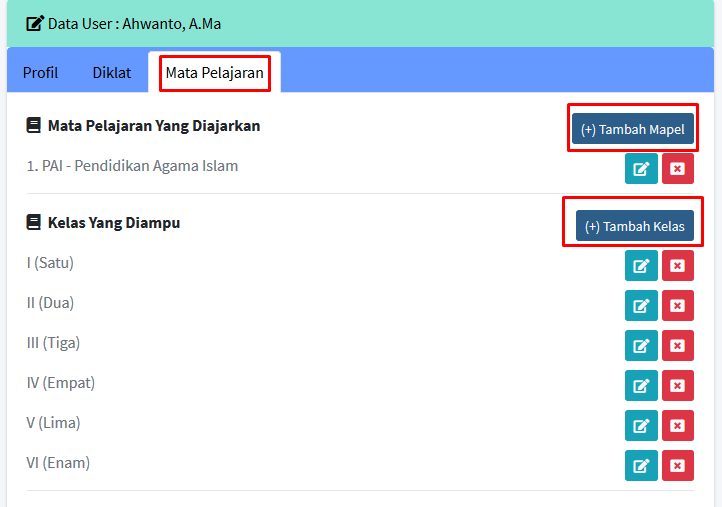 Data User : Ahwanto, A.Ma
Profil Diklat Mata Pelajaran
Mata Pelajaran Yang Diajarkan (+) Tambah Mapel
1. PAI - Pendidikan Agama Islam
Kelas Yang Diampu (+) Tambah Kelas
I (Satu)
II (Dua)
III (Tiga)
IV (Empat)
V (Lima)
VI (Enam)